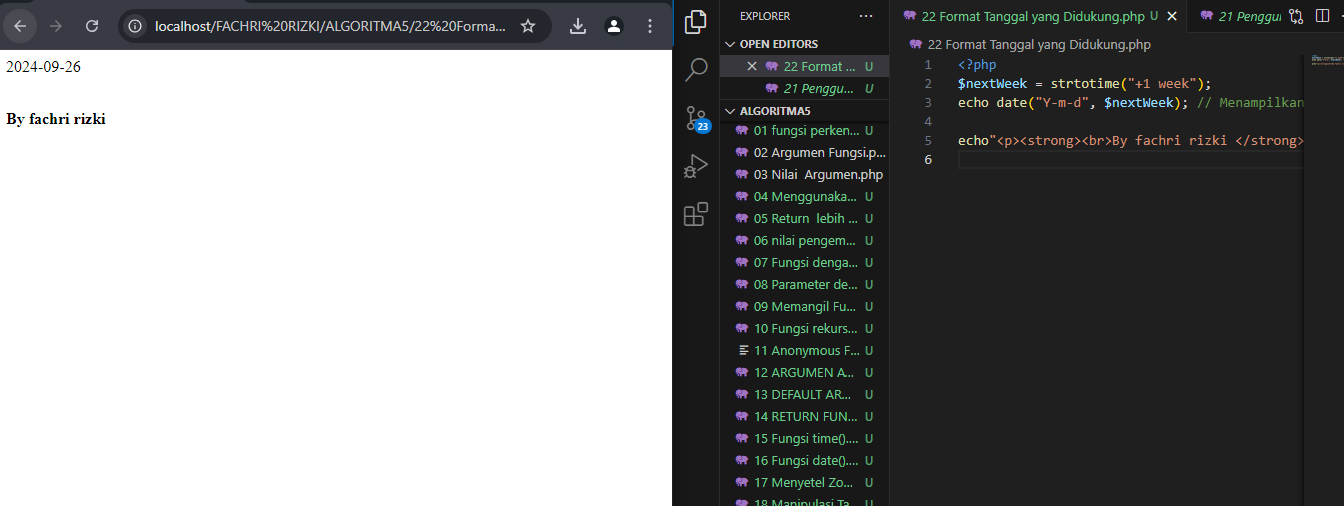 localhost/FACHRI%20RIZKI/ALGORITMA5/22%20Forma...
2024-09-26
By fachri rizki
23
EXPLORER
OPEN EDITORS
22 Format ... U
21 Penggu... U
ALGORITMA5
01 fungsi perken... U
02 Argumen Fungsi.p...
03 Nilai Argumen.php
04 Menggunaka... U
05 Return lebih ... U
06 nilai pengem... U
07 Fungsi denga... U
08 Parameter de... U
09 Memangil Fu... U
10 Fungsi rekurs... U
11 Anonymous F... U
12 ARGUMEN A... U
13 DEFAULT AR... U
14 RETURN FUN... U
15 Fungsi time().... U
16 Fungsi date().... U
17 Menyetel Zo... U
18 Manipulasi Ta... U
22 Format Tanggal yang Didukung.php U
21 Penggu
22 Format Tanggal yang Didukung.php
1 <?php
2 $nextWeek = strtotime("+1 week");
3 echo date("Y-m-d", $nextWeek); // Menampilkan
4
5 echo"<p><strong><br>By fachri rizki </strong>
6